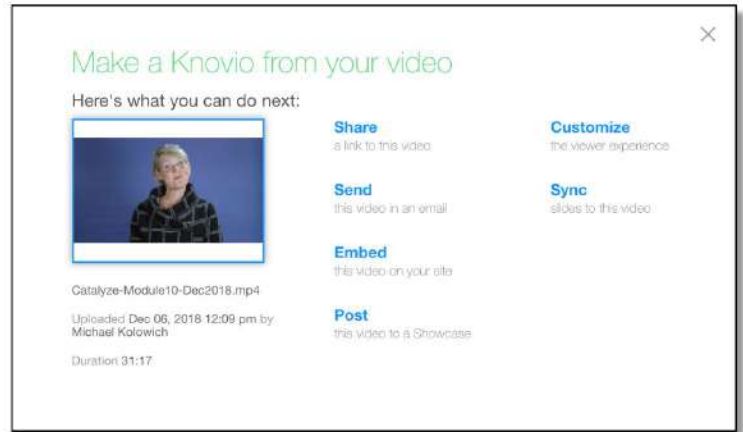 Make a Knovio from your video
Here's what you can do next:
Share
a link to this video
Customize
the viewer experience
Send
this video in an email
Sync
slides to this video
Embed
this video on your site
Post
this video to a Showcase
Catalyze-Module10-Dec2018.mp4
Uploaded Dec 06, 2018 12:09 pm by
Michael Kolowich
Duration 31:17